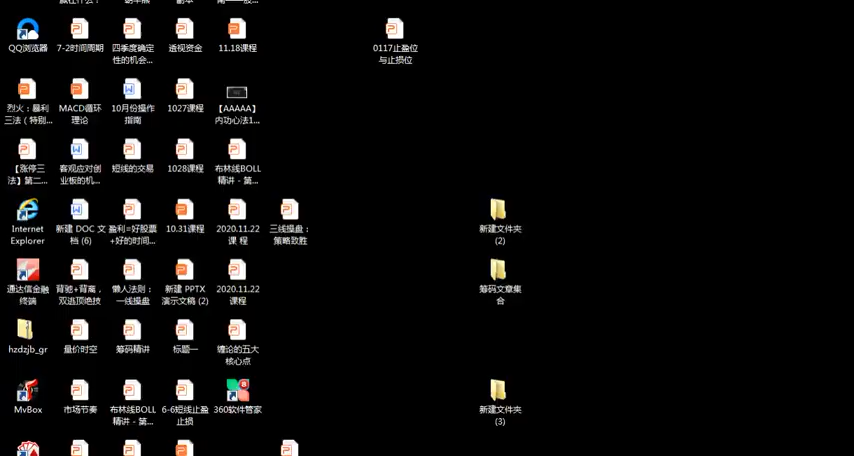 朝牛熊
副本
QQ浏览器
7-2时间周期
四季度确定
性的机会...
透视资金
11.18课程
0117止盈位
与止损位
烈火：暴利
三法（特别...
MACD循环
理论
10月份操作
指南
1027课程
【AAAAA】
内功心法1...
【涨停三
法】第二...
客观应对创
业板的机...
短线的交易
1028课程
布林线BOLL
精讲 - 第...
Internet
Explorer
新建 DOC 文
档 (6)
盈利=好股票
+好的时间...
10.31课程
2020.11.22
课 程
三线操盘：
策略致胜
新建文件夹
(2)
通达信金融
终端
背驰+背离，
双逃顶绝技
懒人法则：
一线操盘
新建 PPTX
演示文稿 (2)
2020.11.22
课程
筹码文章集
合
hzdzjb_gr
量价时空
筹码精讲
标题一
缠论的五大
核心点
MvBox
市场节奏
布林线BOLL
精讲 - 第...
6-6短线止盈
止损
360软件管家
新建文件夹
(3)